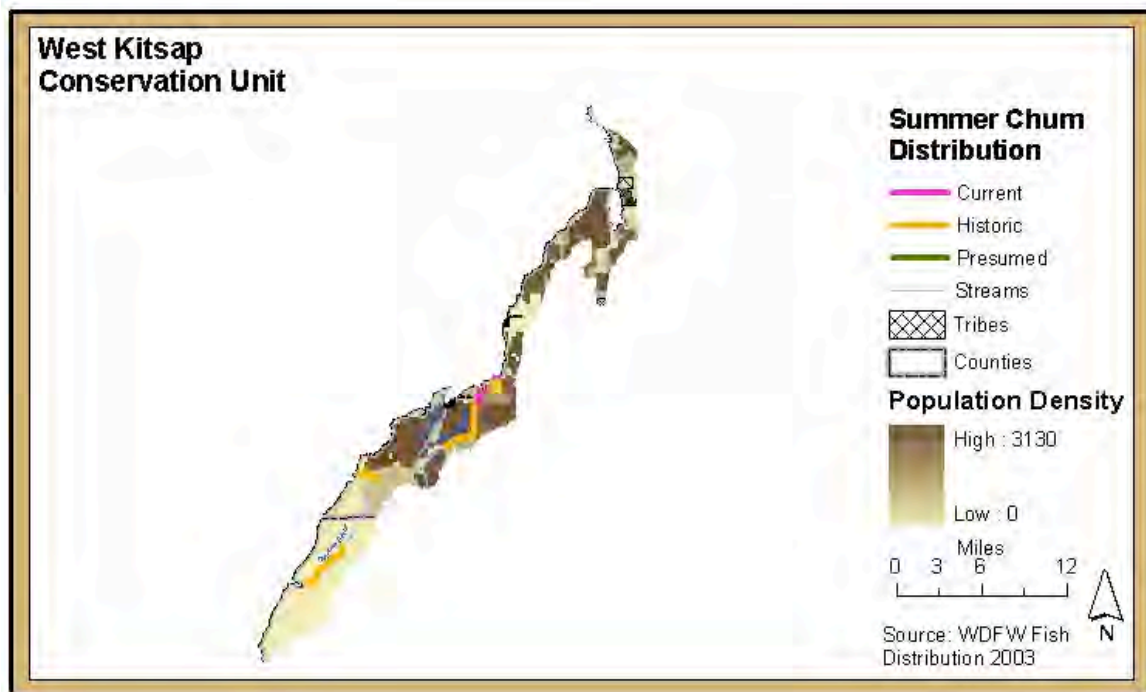 West Kitsap
Conservation Unit
Summer Chum
Distribution
Current
Historic
Presumed
Streams
Tribes
Counties
Population Density
High : 3130
Low : 0
Miles
0 3 6 12
N
Source: WDFW Fish
Distribution 2003